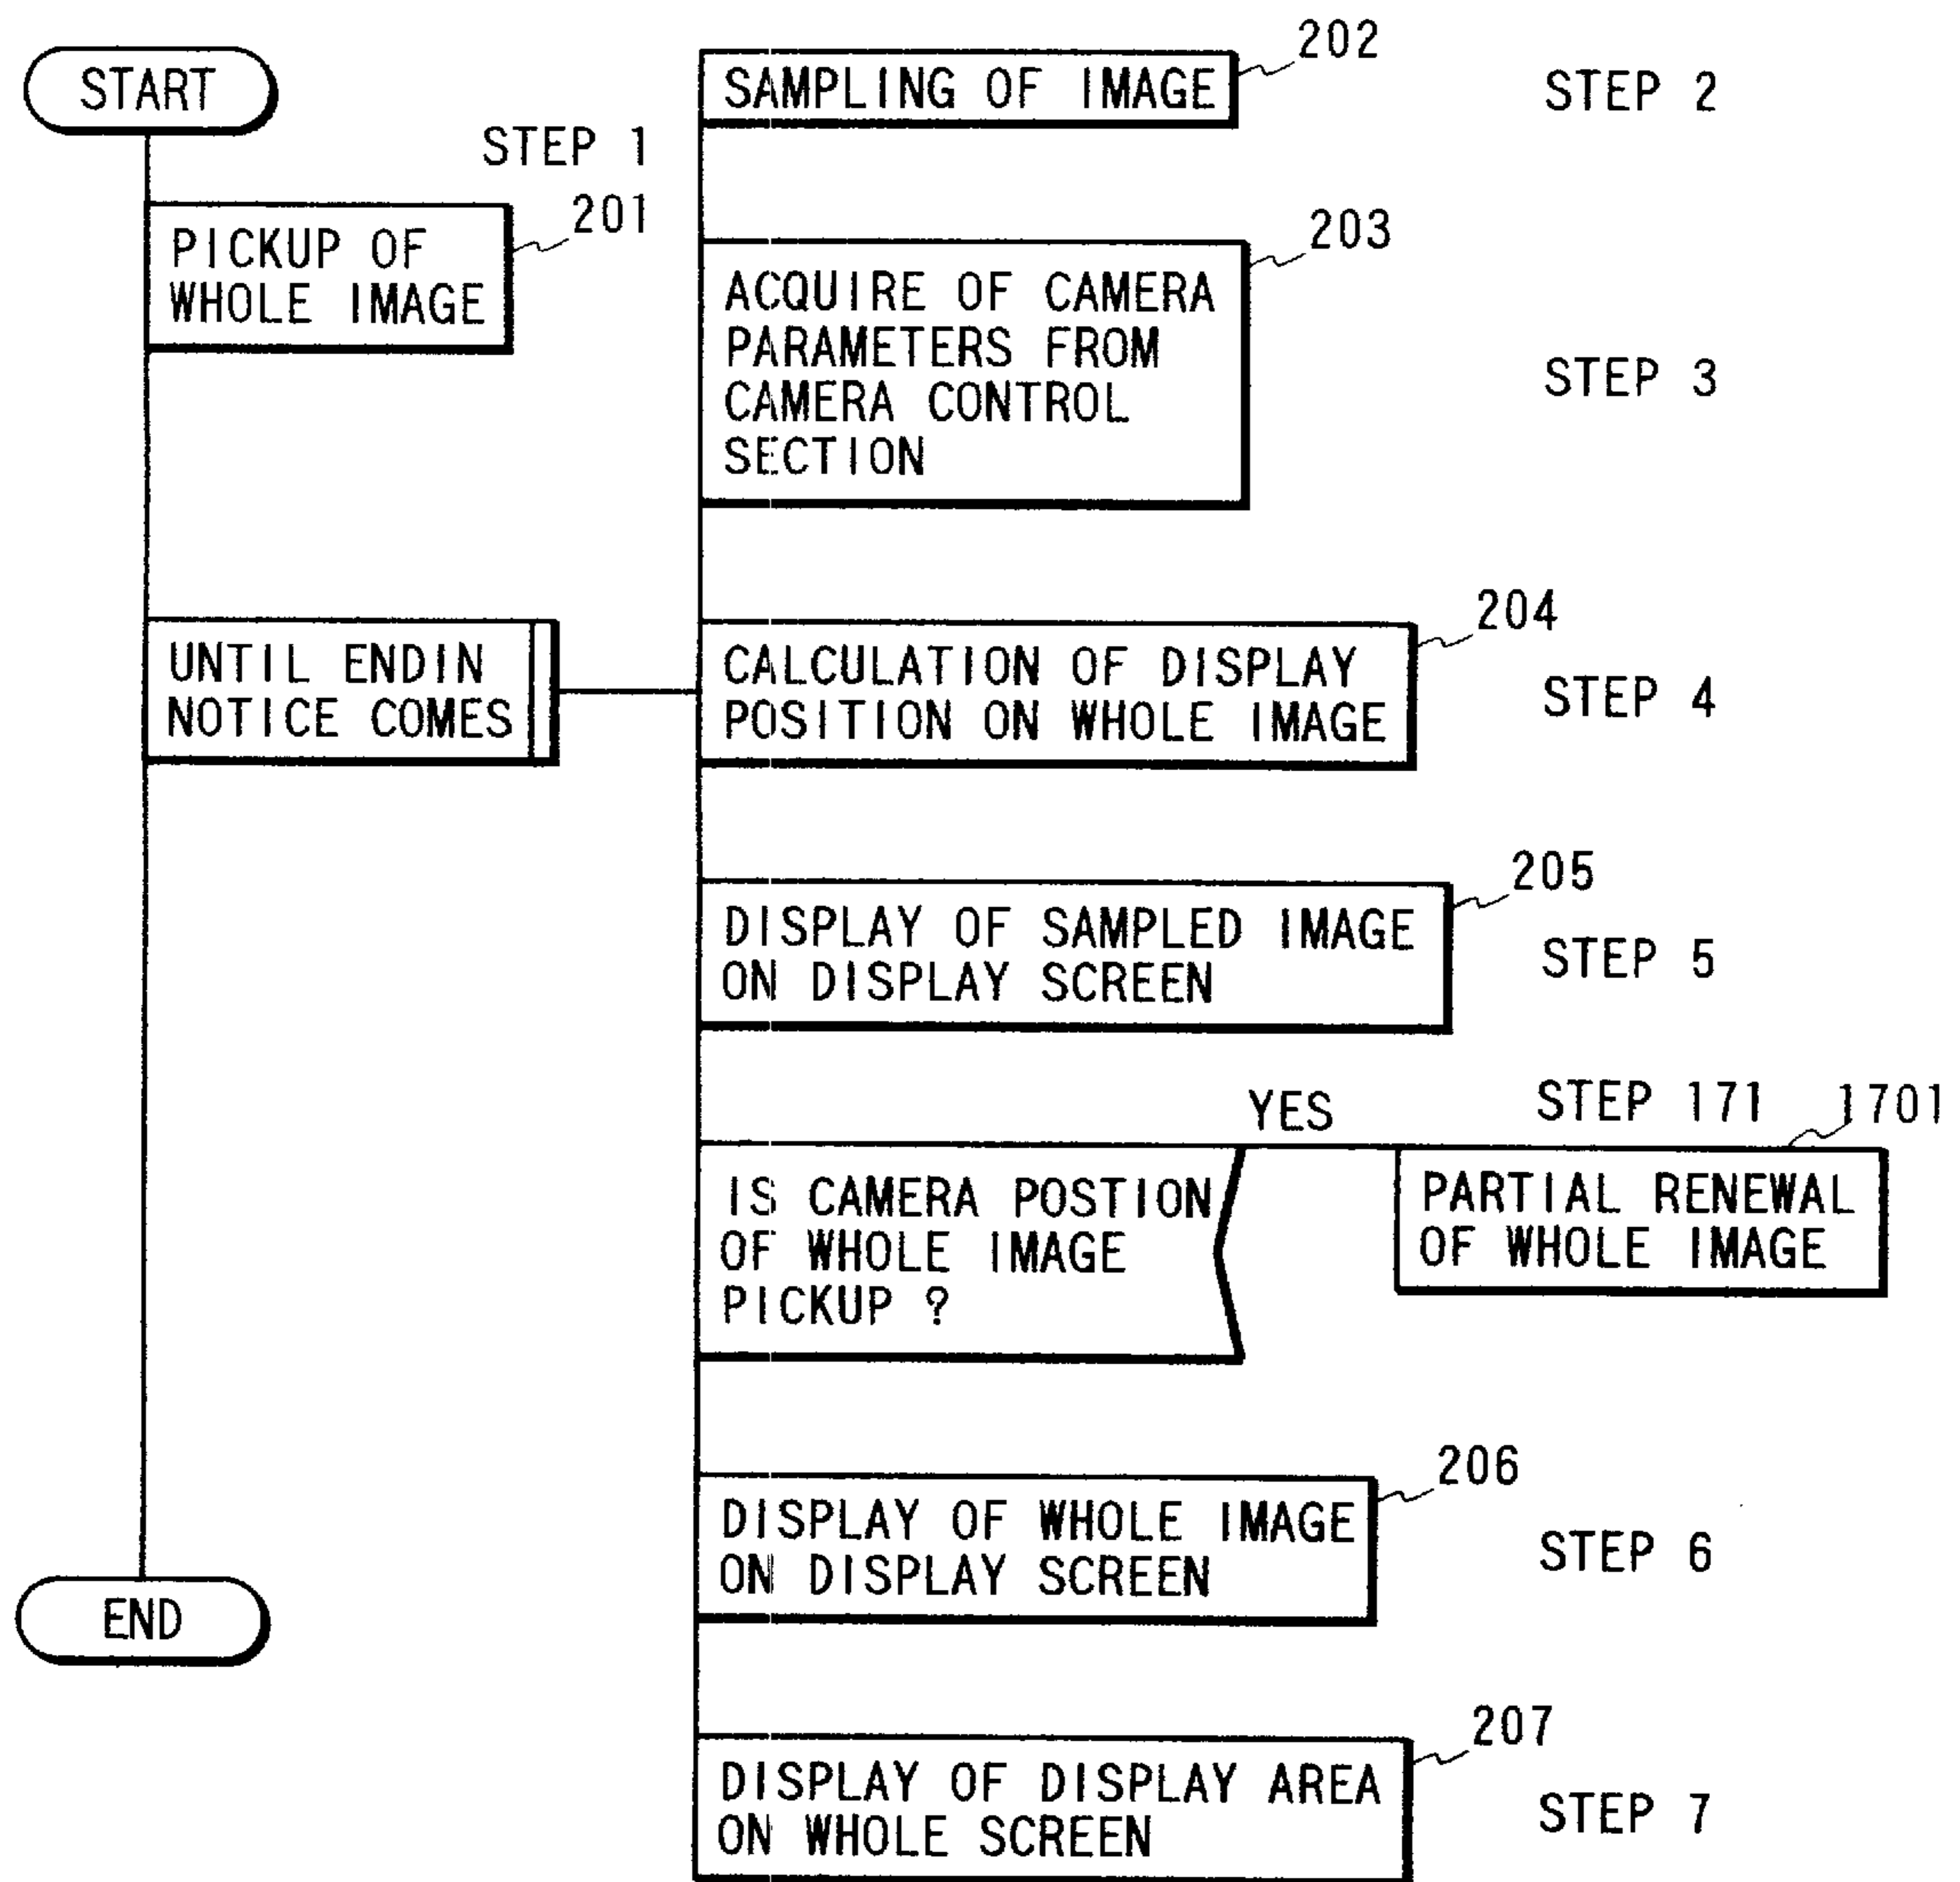 START
STEP 1
201
PICKUP OF
WHOLE IMAGE
UNTIL ENDIN
NOTICE COMES
END
202
SAMPLING OF IMAGE
STEP 2
203
ACQUIRE OF CAMERA
PARAMETERS FROM
CAMERA CONTROL
SECTION
STEP 3
204
CALCULATION OF DISPLAY
POSITION ON WHOLE IMAGE
STEP 4
205
DISPLAY OF SAMPLED IMAGE
ON DISPLAY SCREEN
STEP 5
IS CAMERA POSTION
OF WHOLE IMAGE
PICKUP ?
YES
STEP 171
1701
PARTIAL RENEWAL
OF WHOLE IMAGE
206
DISPLAY OF WHOLE IMAGE
ON DISPLAY SCREEN
STEP 6
207
DISPLAY OF DISPLAY AREA
ON WHOLE SCREEN
STEP 7